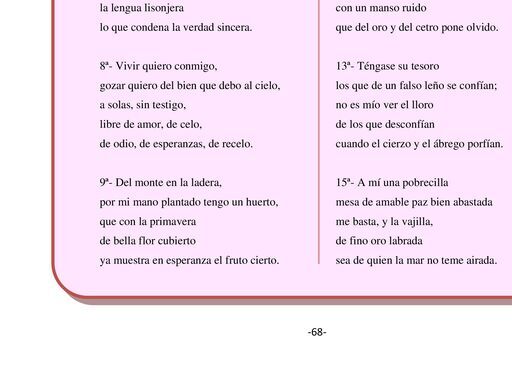 la lengua lisonjera
lo que condena la verdad sincera.
8ª- Vivir quiero conmigo,
gozar quiero del bien que debo al cielo,
a solas, sin testigo,
libre de amor, de celo,
de odio, de esperanzas, de recelo.
9ª- Del monte en la ladera,
por mi mano plantado tengo un huerto,
que con la primavera
de bella flor cubierto
ya muestra en esperanza el fruto cierto.
con un manso ruido
que del oro y del cetro pone olvido.
13ª- Téngase su tesoro
los que de un falso leño se confían;
no es mío ver el lloro
de los que desconfían
cuando el cierzo y el ábrego porfían.
15ª- A mí una pobrecilla
mesa de amable paz bien abastada
me basta, y la vajilla,
de fino oro labrada
sea de quien la mar no teme airada.
-68-